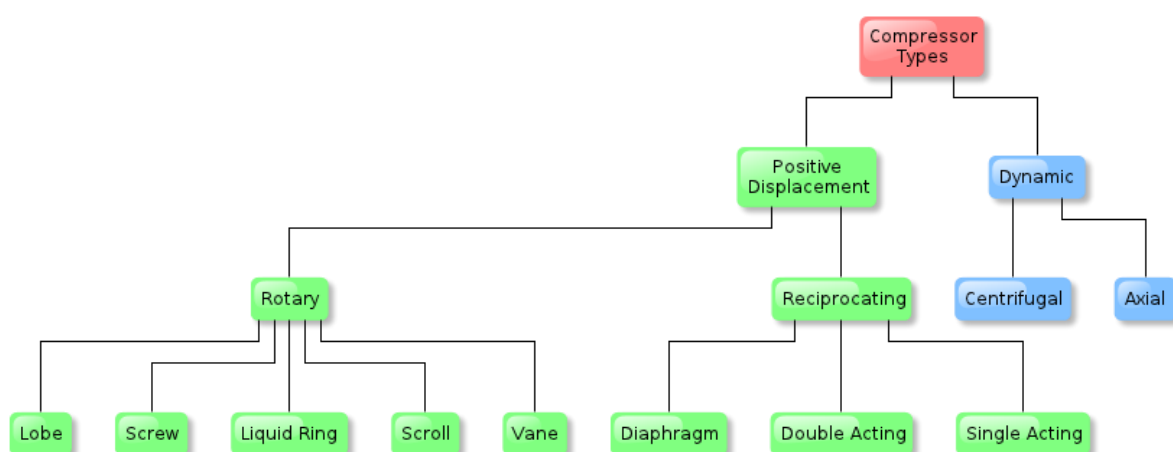 Compressor
Types
Positive
Displacement
Dynamic
Rotary
Reciprocating
Centrifugal
Axial
Lobe
Screw
Liquid Ring
Scroll
Vane
Diaphragm
Double Acting
Single Acting